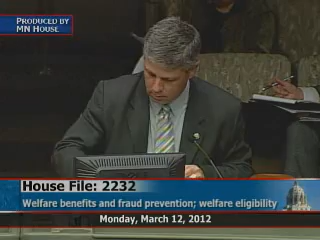 PRODUCED BY
MN HOUSE
House File: 2232
Welfare benefits and fraud prevention; welfare eligibility
Monday, March 12, 2012